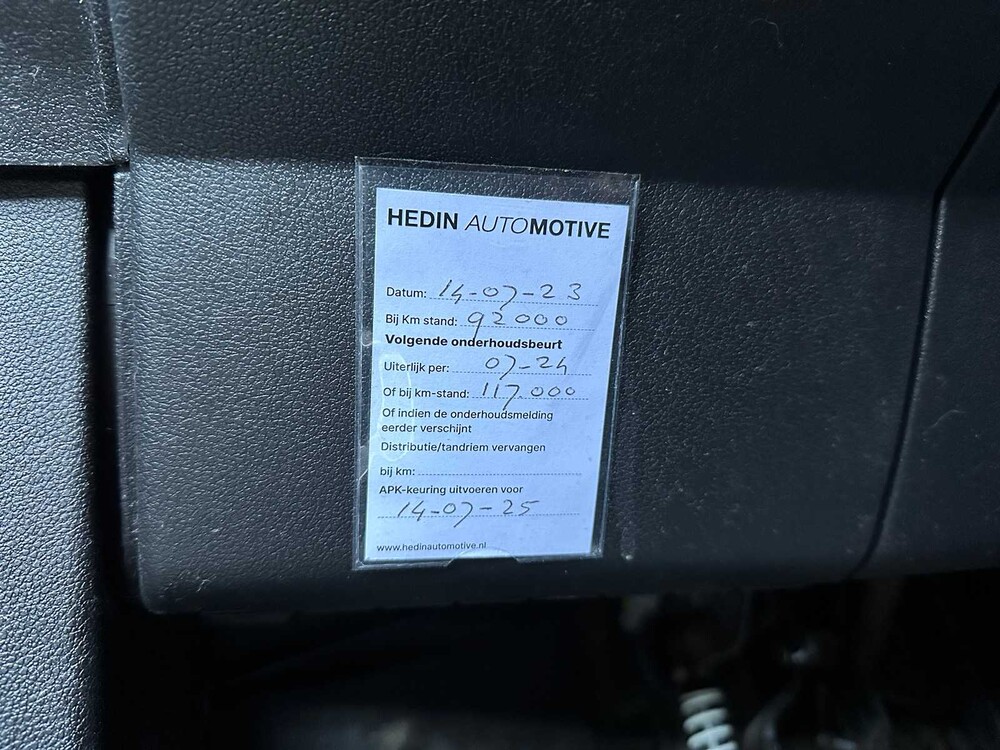 HEDIN AUTOMOTIVE
Datum: 14-07-23
Bij Km stand: 92000
Volgende onderhoudsbeurt
Uiterlijk per: 07-24
Of bij km-stand: 117.000
Of indien de onderhoudsmelding
eerder verschijnt
Distributie/tandriem vervangen
bij km:
APK-keuring uitvoeren voor
14-07-25
www.hedinautomotive.nl